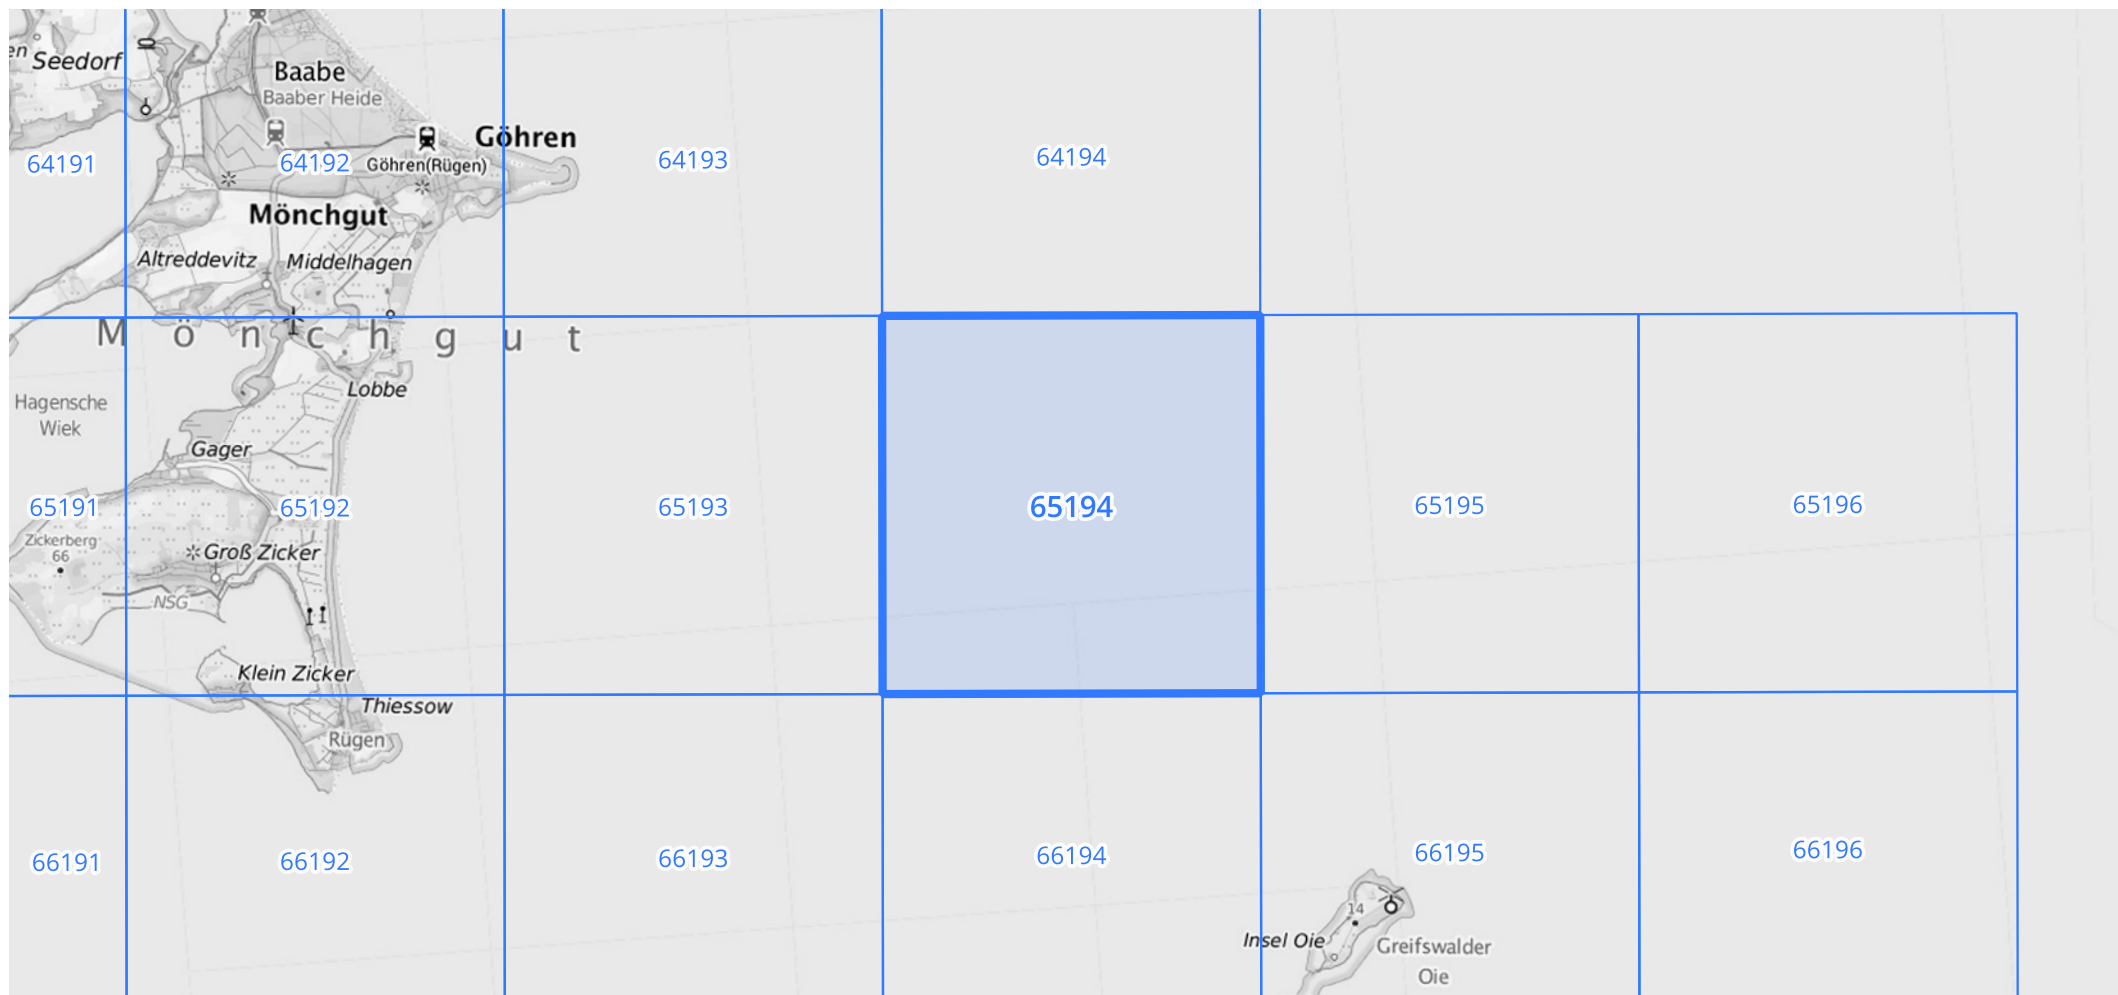 en
Seedorf
Baabe
Baaber Heide
Göhren
64191
64192
Göhren(Rügen)
64193
64194
Mönchgut
Altreddevitz
Middelhagen
Mönchgut
Lobbe
Hagensche
Wiek
Gager
65191
65192
65193
65194
65195
65196
Zickerberg
66
Groß Zicker
NSG
Klein Zicker
Thiessow
Rügen
66191
66192
66193
66194
66195
66196
14
Insel Oie
Greifswalder
Oie